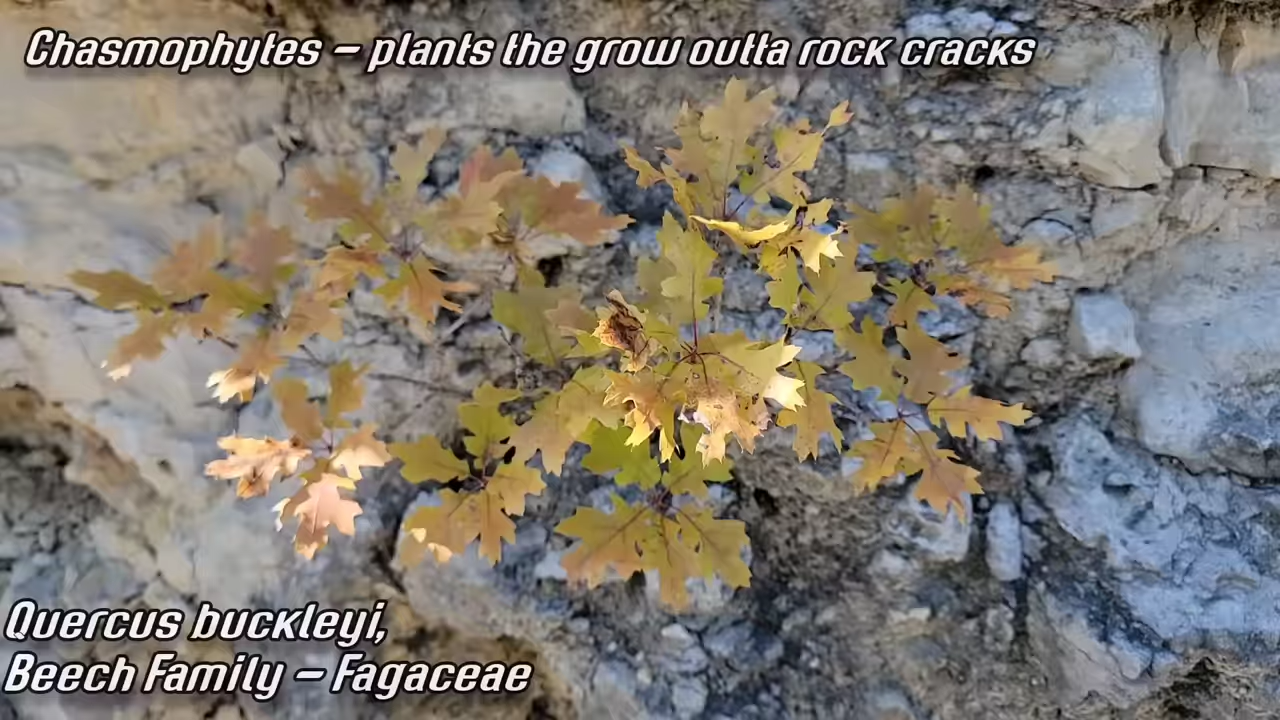 Chasmophytes – plants the grow outta rock cracks
Quercus buckleyi,
Beech Family – Fagaceae